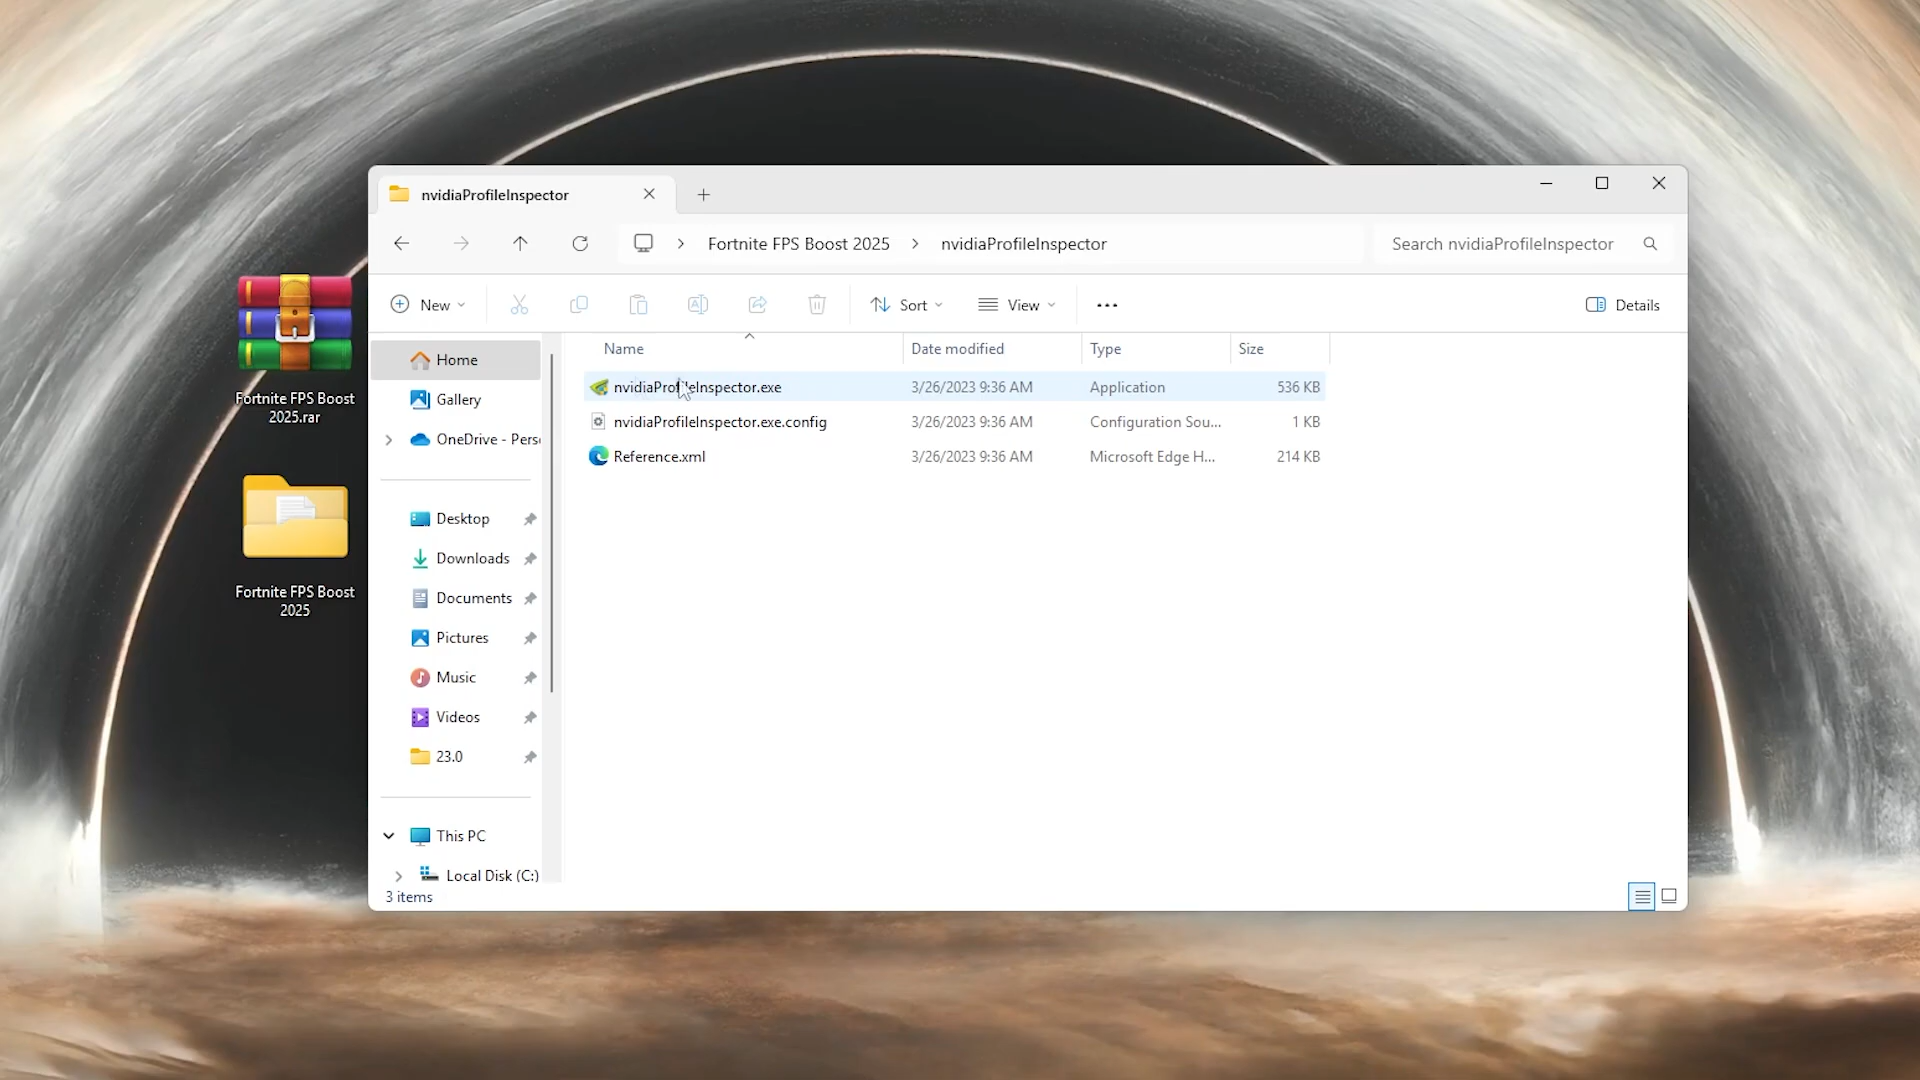 nvidiaProfileInspector
Fortnite FPS Boost 2025
nvidiaProfileInspector
Search nvidiaProfileInspector
New
Sort
View
Details
Fortnite FPS Boost
2025.rar
Fortnite FPS Boost
2025
Home
Gallery
OneDrive - Pers
Desktop
Downloads
Documents
Pictures
Music
Videos
23.0
This PC
Local Disk (C:)
Name Date modified Type Size
nvidiaProfileInspector.exe 3/26/2023 9:36 AM Application 536 KB
nvidiaProfileInspector.exe.config 3/26/2023 9:36 AM Configuration Sou... 1 KB
Reference.xml 3/26/2023 9:36 AM Microsoft Edge H... 214 KB
3 items